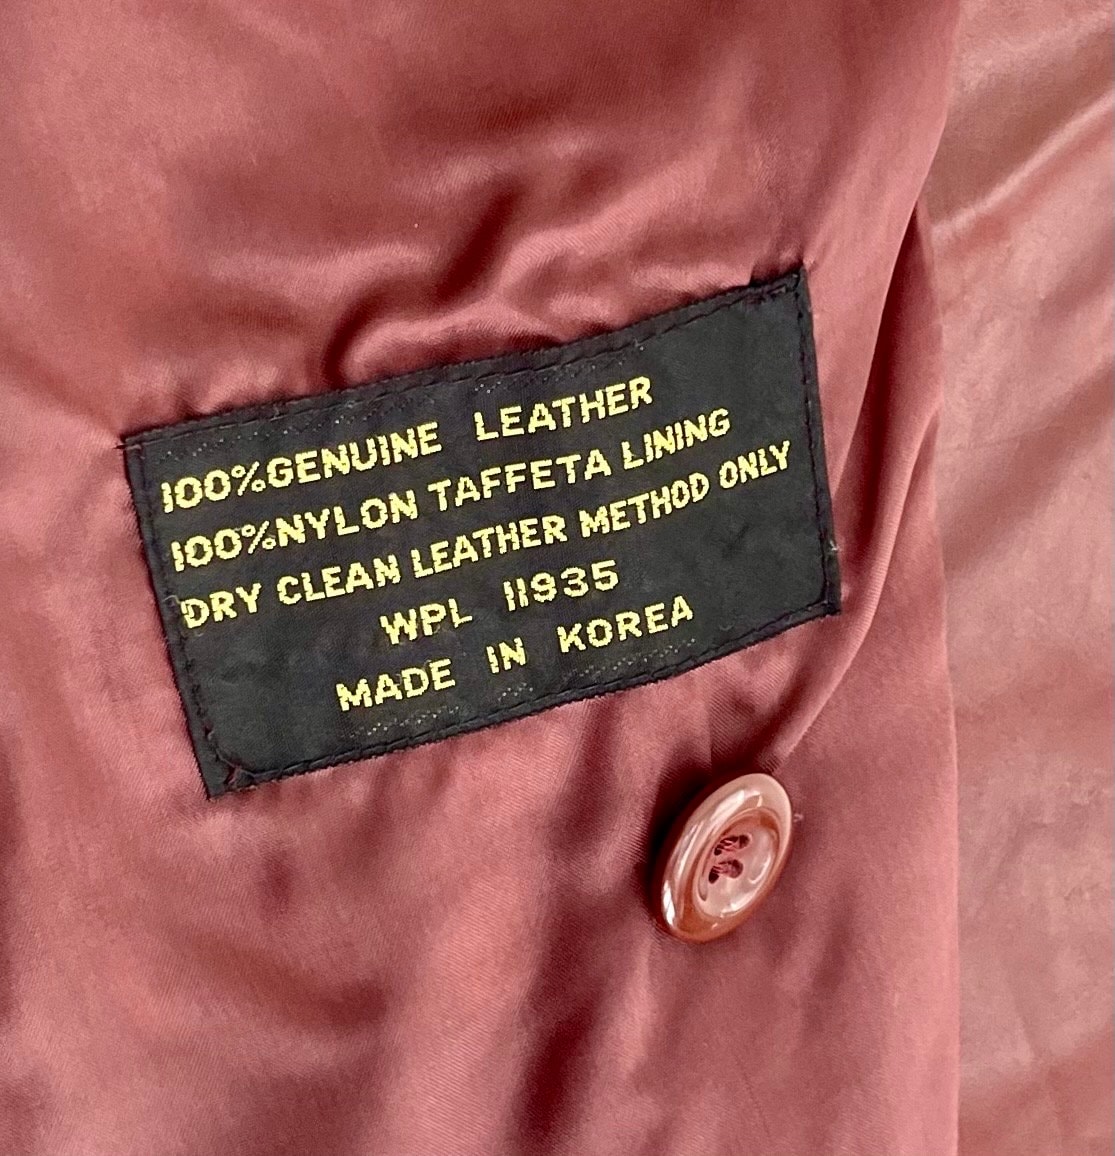 100%GENUINE LEATHER
100%NYLON TAFFETA LINING
DRY CLEAN LEATHER METHOD ONLY
WPL 11935
MADE IN KOREA